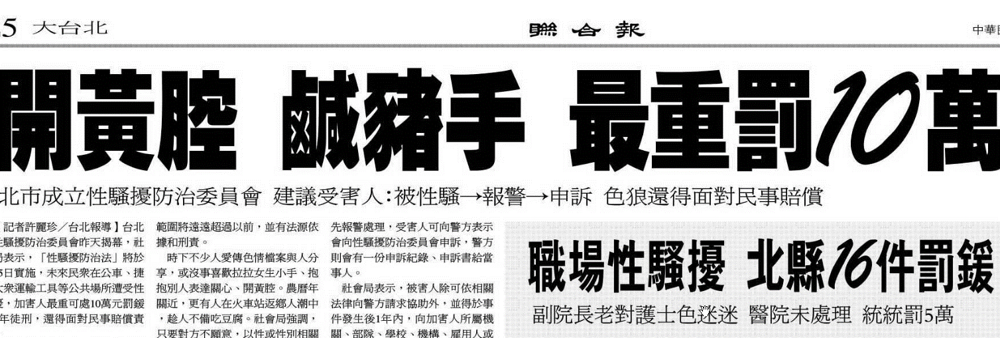 5 大台北
聯合報
中華
開黃腔 鹹豬手 最重罰10萬
北市成立性騷擾防治委員會 建議受害人:被性騷→報警→申訴 色狼還得面對民事賠償
記者許麗珍／台北報導】台北
騷擾防治委員會昨天揭幕，社
表示，「性騷擾防治法」將於
5日實施，未來民衆在公車、捷
衆運輸工具等公共場所遭受性
，加害人最重可處10萬元罰鍰
年徒刑，還得面對民事賠償責
範圍將遠遠超過以前，並有法源依
據和刑責。
時下不少人愛傳色情檔案與人分
享，或沒事喜歡拉拉女生小手、抱
抱別人表達關心、開黃腔。農曆年
關近，更有人在火車站返鄉人潮中
，趁人不備吃豆腐。社會局強調，
只要對方不願意，以性或性別相關
先報警處理，受害人可向警方表示
會向性騷擾防治委員會申訴，警方
則會有一份申訴紀錄、申訴書給當
事人。
社會局表示，被害人除可依相關
法律向警方請求協助外，並得於事
件發生後1年內，向加害人所屬機
關、部隊、學校、機構、雇用人或
職場性騷擾 北縣16件罰鍰
副院長老對護士色迷迷 醫院未處理 統統罰5萬